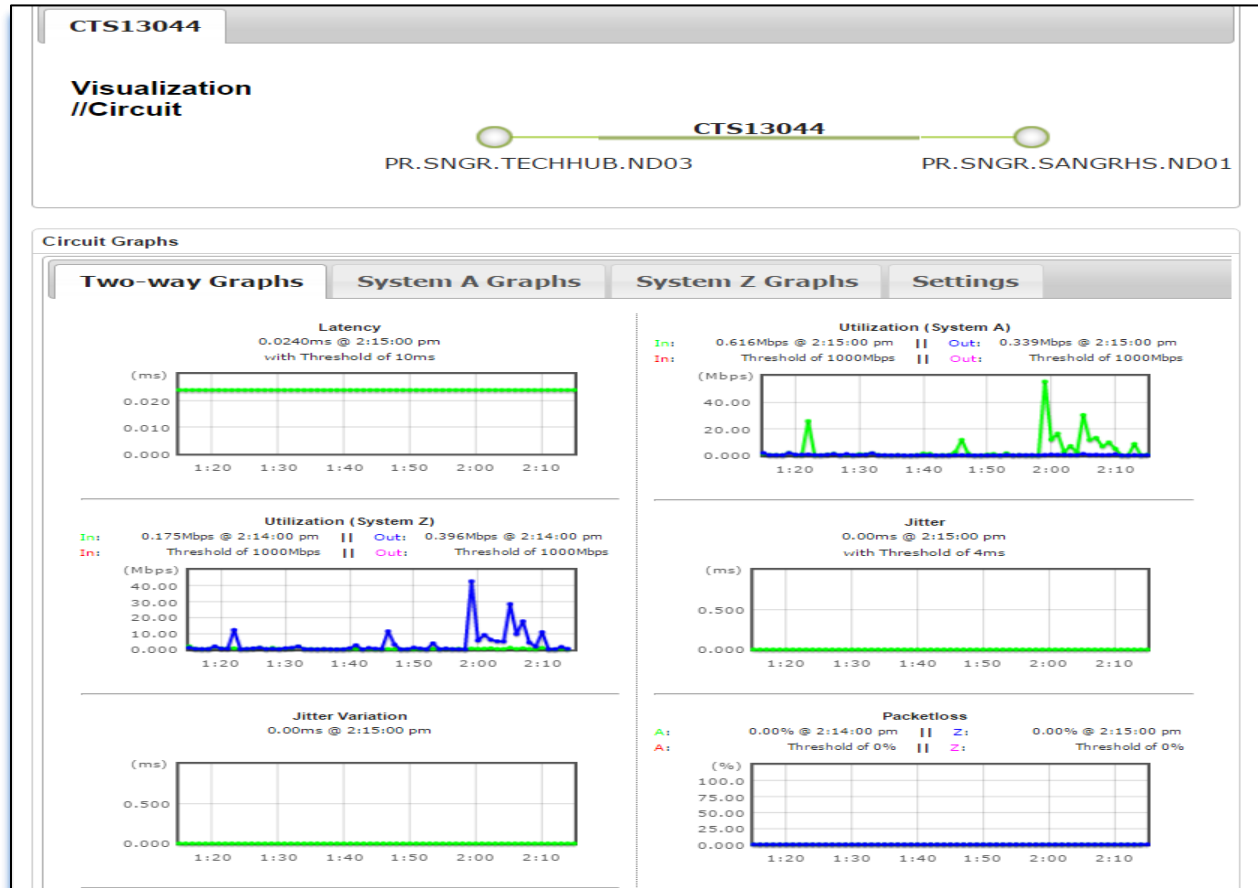 CTS13044
Visualization
//Circuit
CTS13044
PR.SNGR.TECHHUB.ND03
PR.SNGR.SANGRHS.ND01
Circuit Graphs
Two-way Graphs
System A Graphs
System Z Graphs
Settings
Latency
0.0240ms @ 2:15:00 pm
with Threshold of 10ms
(ms)
0.020
0.010
0.000
1:20 1:30 1:40 1:50 2:00 2:10
Utilization (System A)
In: 0.616Mbps @ 2:15:00 pm || Out: 0.339Mbps @ 2:15:00 pm
In: Threshold of 1000Mbps || Out: Threshold of 1000Mbps
(Mbps)
40.00
20.00
0.000
1:20 1:30 1:40 1:50 2:00 2:10
Utilization (System Z)
In: 0.175Mbps @ 2:14:00 pm || Out: 0.396Mbps @ 2:14:00 pm
In: Threshold of 1000Mbps || Out: Threshold of 1000Mbps
(Mbps)
40.00
30.00
20.00
10.00
0.000
1:20 1:30 1:40 1:50 2:00 2:10
Jitter
0.00ms @ 2:15:00 pm
with Threshold of 4ms
(ms)
0.500
0.000
1:20 1:30 1:40 1:50 2:00 2:10
Jitter Variation
0.00ms @ 2:15:00 pm
(ms)
0.500
0.000
1:20 1:30 1:40 1:50 2:00 2:10
Packetloss
A: 0.00% @ 2:14:00 pm || Z: 0.00% @ 2:15:00 pm
A: Threshold of 0% || Z: Threshold of 0%
(%)
100.0
75.00
50.00
25.00
0.000
1:20 1:30 1:40 1:50 2:00 2:10